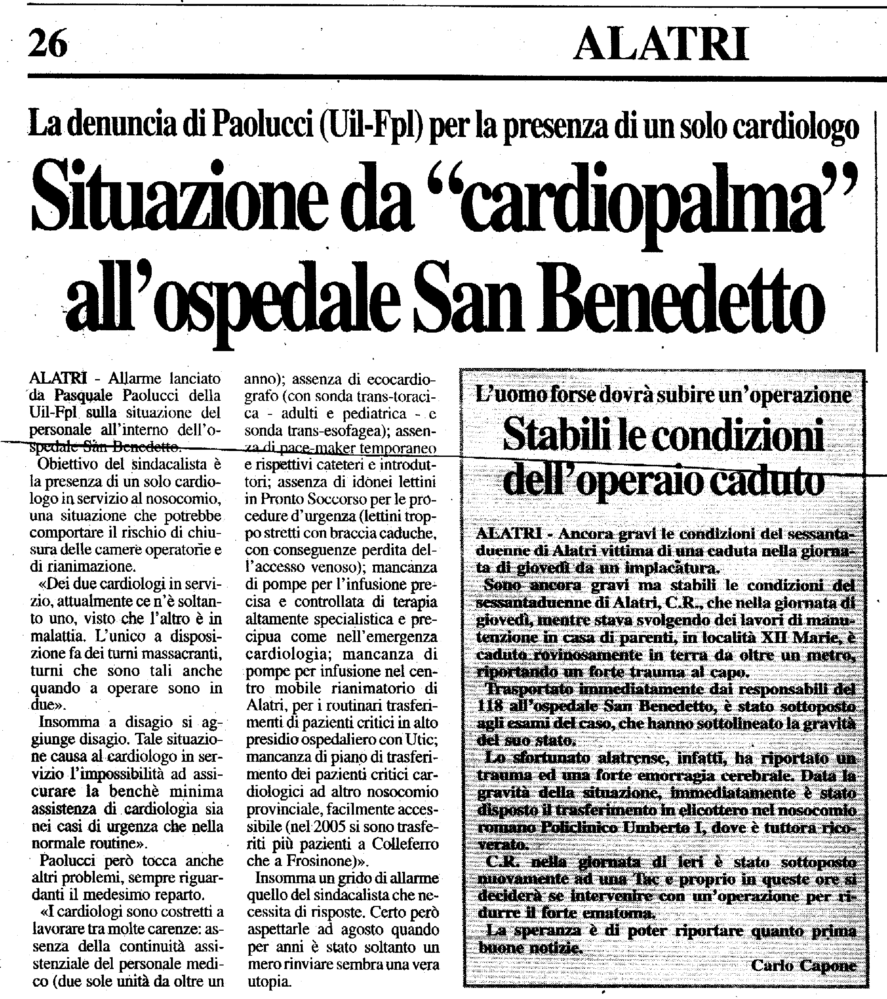 26
ALATRI
La denuncia di Paolucci (Uil-Fpl) per la presenza di un solo cardiologo
Situazione da “cardiopalma”
all’ospedale San Benedetto
ALATRI - Allarme lanciato
da Pasquale Paolucci della
Uil-Fpl sulla situazione del
personale all’interno dell’o-
spedale San Benedetto.
Obiettivo del sindacalista è
la presenza di un solo cardio-
logo in servizio al nosocomio,
una situazione che potrebbe
comportare il rischio di chiu-
sura delle camere operatorie e
di rianimazione.
«Dei due cardiologi in servi-
zio, attualmente ce n’è soltan-
to uno, visto che l’altro è in
malattia. L’unico a disposi-
zione fa dei turni massacranti,
turni che sono tali anche
quando a operare sono in
due».
Insomma a disagio si ag-
giunge disagio. Tale situazio-
ne causa al cardiologo in ser-
vizio l’impossibilità ad assi-
curare la benchè minima
assistenza di cardiologia sia
nei casi di urgenza che nella
normale routine».
Paolucci però tocca anche
altri problemi, sempre riguar-
danti il medesimo reparto.
«I cardiologi sono costretti a
lavorare tra molte carenze: as-
senza della continuità assi-
stenziale del personale medi-
co (due sole unità da oltre un
anno); assenza di ecocardio-
grafo (con sonda trans-toraci-
ca - adulti e pediatrica - e
sonda trans-esofagea); assen-
za di pace-maker temporaneo
e rispettivi cateteri e introdut-
tori; assenza di idonei lettini
in Pronto Soccorso per le pro-
cedure d’urgenza (lettini trop-
po stretti con braccia caduche,
con conseguenze perdita del-
l’accesso venoso); mancanza
di pompe per l’infusione pre-
cisa e controllata di terapia
altamente specialistica e pre-
cipua come nell’emergenza
cardiologia; mancanza di
pompe per infusione nel cen-
tro mobile rianimatorio di
Alatri, per i routinari trasferi-
menti di pazienti critici in alto
presidio ospedaliero con Utic;
mancanza di piano di trasferi-
mento dei pazienti critici car-
diologici ad altro nosocomio
provinciale, facilmente acces-
sibile (nel 2005 si sono trasfe-
riti più pazienti a Colleferro
che a Frosinone)».
Insomma un grido di allarme
quello del sindacalista che ne-
cessita di risposte. Certo però
aspettarle ad agosto quando
per anni è stato soltanto un
mero rinviare sembra una vera
utopia.
L’uomo forse dovrà subire un’operazione
Stabili le condizioni
dell’operaio caduto
ALATRI - Ancora gravi le condizioni del sessanta-
duenne di Alatri vittima di una caduta nella giorna-
ta di giovedì da un implacàtura.
Sono ancora gravi ma stabili le condizioni del
sessantaduenne di Alatri, C.R., che nella giornata di
giovedì, mentre stava svolgendo dei lavori di manu-
tenzione in casa di parenti, in località XII Marie, è
caduto rovinosamente in terra da oltre un metro,
riportando un forte trauma al capo.
Trasportato immediatamente dai responsabili del
118 all’ospedale San Benedetto, è stato sottoposto
agli esami del caso, che hanno sottolineato la gravità
del suo stato.
Lo sfortunato alatrense, infatti, ha riportato un
trauma ed una forte emorragia cerebrale. Data la
gravità della situazione, immediatamente è stato
disposto il trasferimento in elicottero nel nosocomio
romano Policlinico Umberto I, dove è tuttora rico-
verato.
C.R. nella giornata di ieri è stato sottoposto
nuovamente ad una Tac e proprio in queste ore si
deciderà se intervenire con un’operazione per ri-
durre il forte ematoma.
La speranza è di poter riportare quanto prima
buone notizie.
Carlo Capone